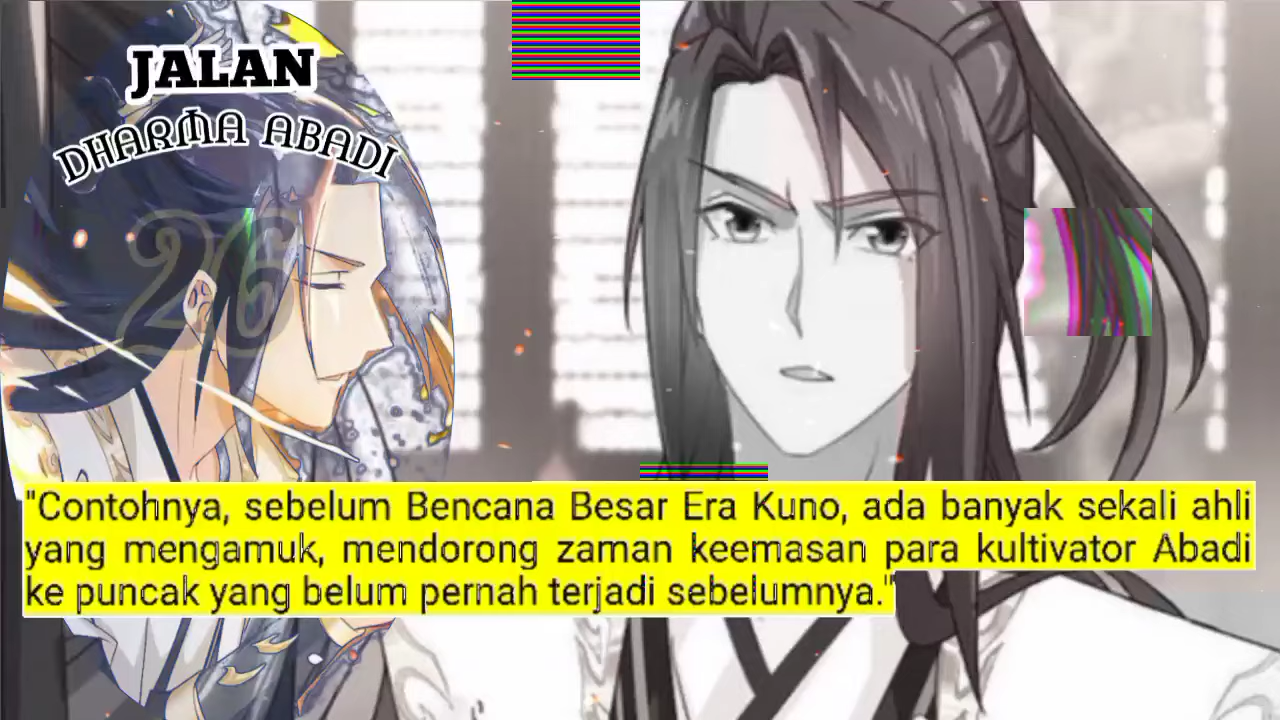 JALAN
DHARMA ABADI
26
"Contohnya, sebelum Bencana Besar Era Kuno, ada banyak sekali ahli
yang mengamuk, mendorong zaman keemasan para kultivator Abadi
ke puncak yang belum pernah terjadi sebelumnya."